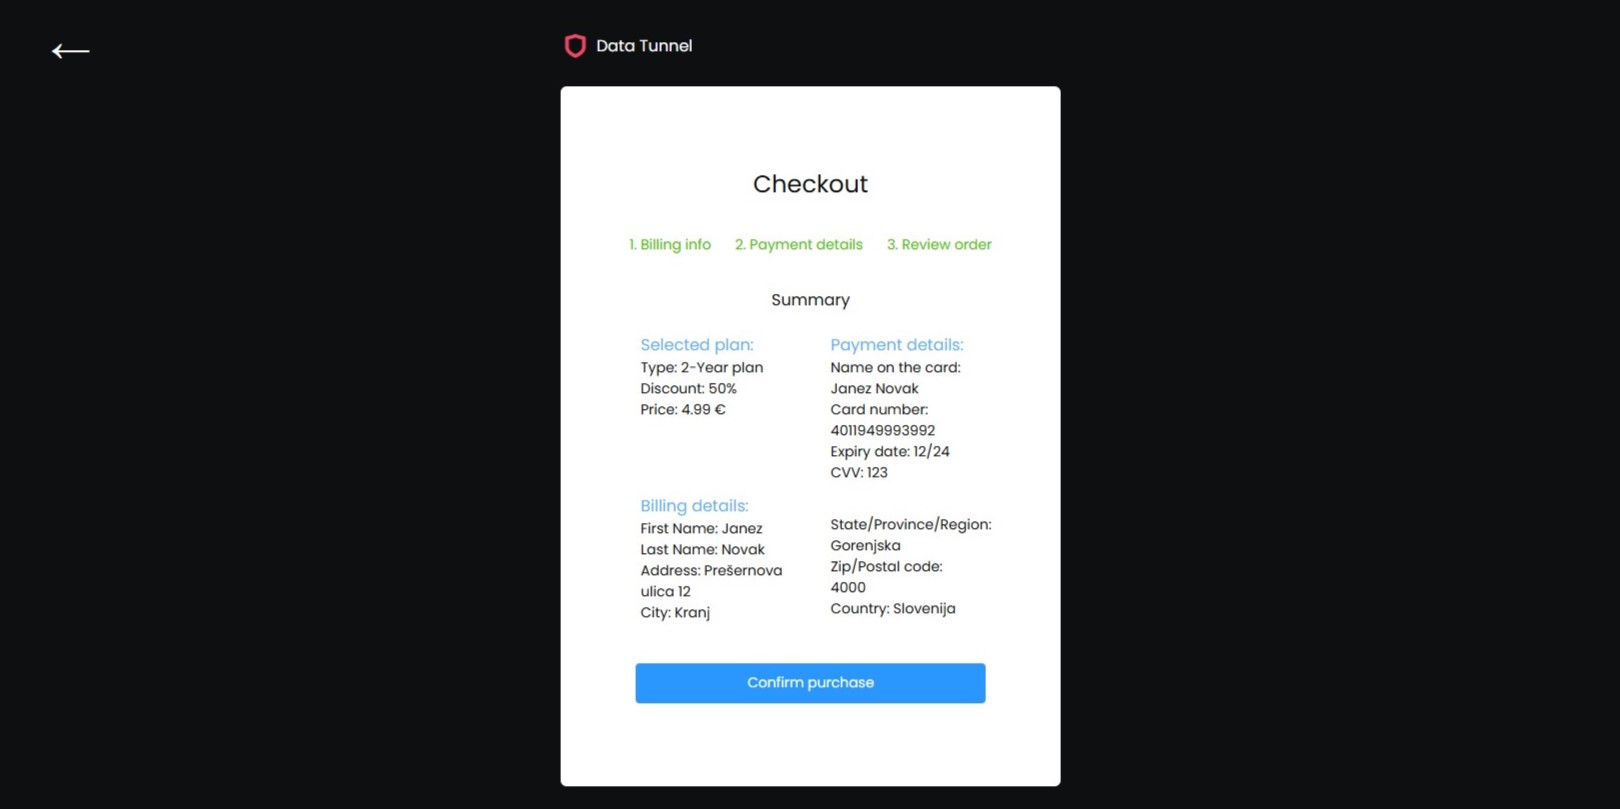 Data Tunnel
Checkout
1. Billing info 2. Payment details 3. Review order
Summary
Selected plan:
Type: 2-Year plan
Discount: 50%
Price: 4.99 €
Payment details:
Name on the card:
Janez Novak
Card number:
4011949993992
Expiry date: 12/24
CVV: 123
Billing details:
First Name: Janez
Last Name: Novak
Address: Prešernova
ulica 12
City: Kranj
State/Province/Region:
Gorenjska
Zip/Postal code:
4000
Country: Slovenija
Confirm purchase